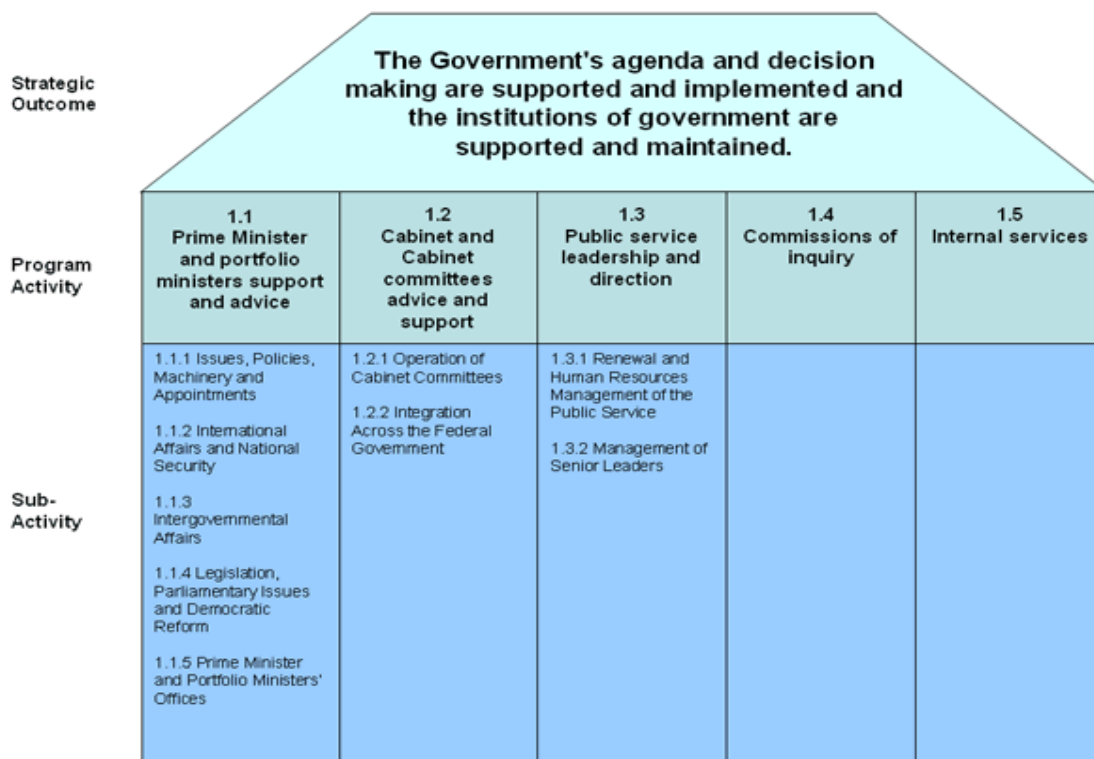 Strategic
Outcome
The Government's agenda and decision
making are supported and implemented and
the institutions of government are
supported and maintained.
Program
Activity
1.1
Prime Minister
and portfolio
ministers support
and advice
1.2
Cabinet and
Cabinet
committees
advice and
support
1.3
Public service
leadership and
direction
1.4
Commissions of
inquiry
1.5
Internal services
Sub-
Activity
1.1.1 Issues, Policies,
Machinery and
Appointments
1.1.2 International
Affairs and National
Security
1.1.3
Intergovernmental
Affairs
1.1.4 Legislation,
Parliamentary Issues
and Democratic
Reform
1.1.5 Prime Minister
and Portfolio Ministers'
Offices
1.2.1 Operation of
Cabinet Committees
1.2.2 Integration
Across the Federal
Government
1.3.1 Renewal and
Human Resources
Management of the
Public Service
1.3.2 Management of
Senior Leaders